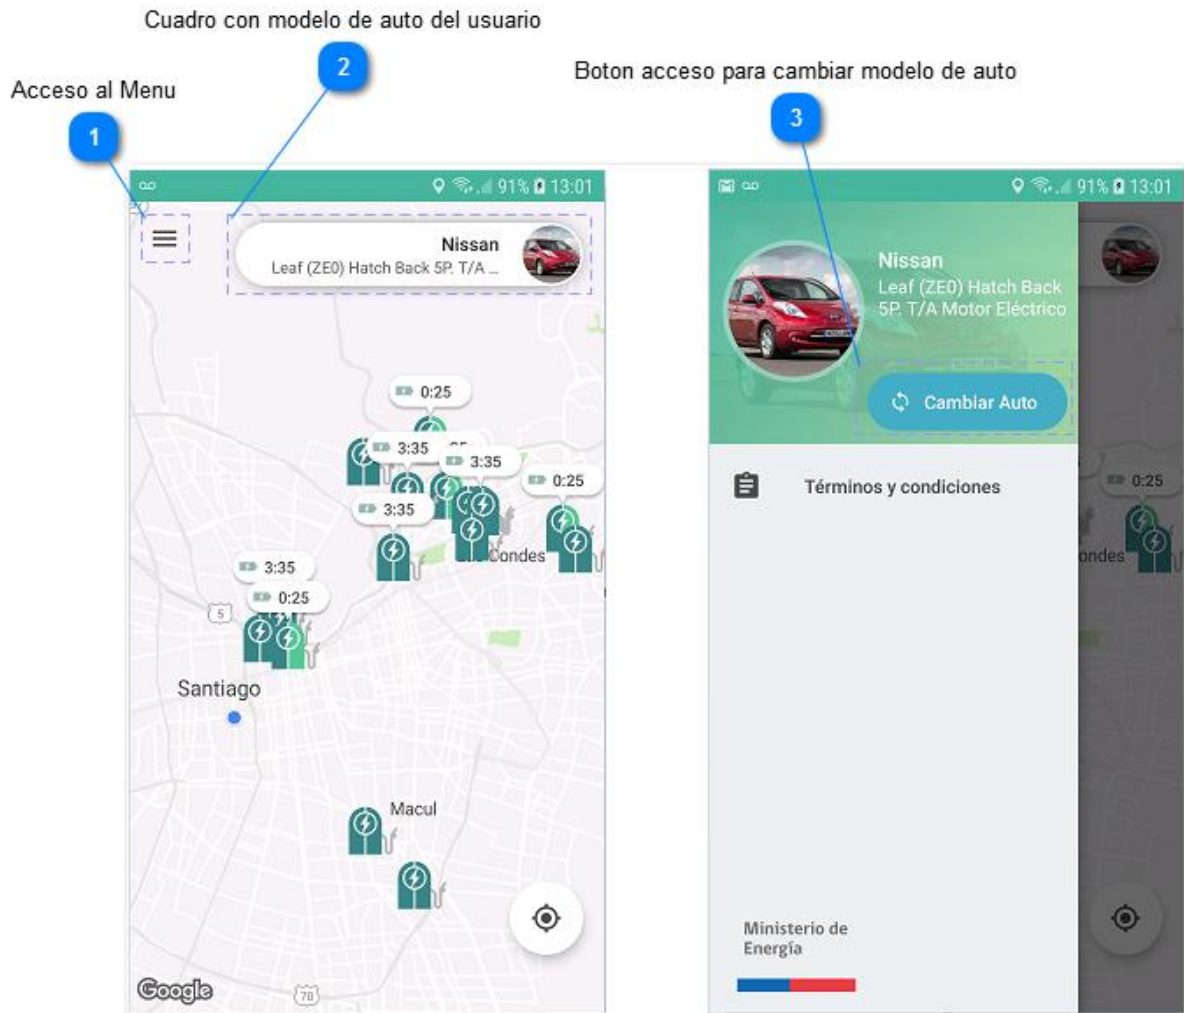 Cuadro con modelo de auto del usuario
2
Boton acceso para cambiar modelo de auto
Acceso al Menu
1
3
91% 13:01
Nissan
Leaf (ZE0) Hatch Back 5P. T/A ...
0:25
3:35
3:35
0:25
3:35
Condes
3:35
0:25
5
Santiago
Macul
Google
70
91% 13:01
Nissan
Leaf (ZE0) Hatch Back
5P. T/A Motor Eléctrico
Cambiar Auto
Términos y condiciones
0:25
ondes
Ministerio de
Energía